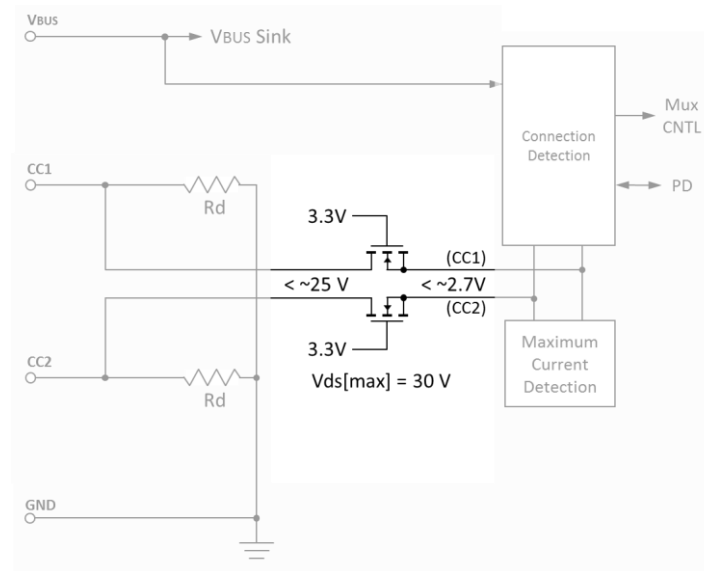 VBUS
VBUS Sink
Connection
Detection
Mux
CNTL
PD
CC1
Rd
3.3V
(CC1)
< ~25 V
< ~2.7V
(CC2)
3.3V
Vds[max] = 30 V
Maximum
Current
Detection
CC2
Rd
GND